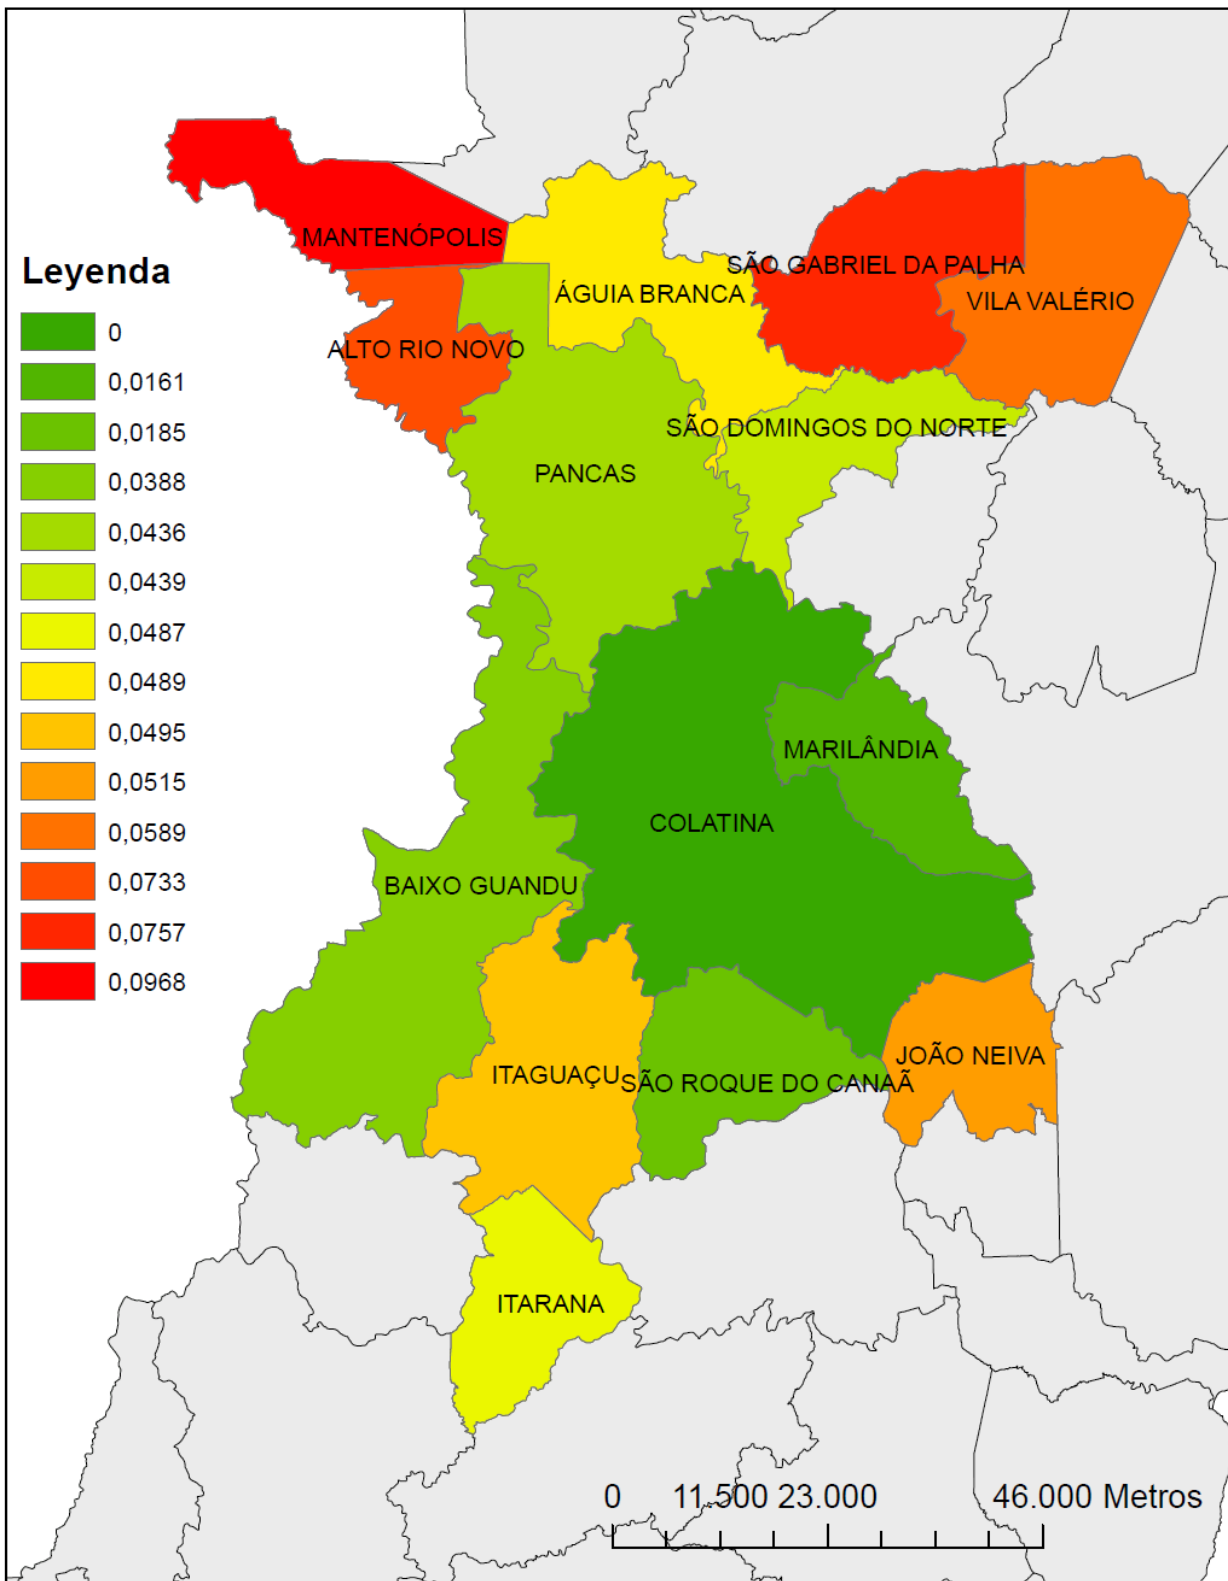 MANTENÓPOLIS
SÃO GABRIEL DA PALHA
Leyenda
ÁGUIA BRANCA
VILA VALÉRIO
0
ALTO RIO NOVO
0,0161
0,0185
SÃO DOMINGOS DO NORTE
0,0388
PANCAS
0,0436
0,0439
0,0487
0,0489
0,0495
MARILÂNDIA
0,0515
COLATINA
0,0589
0,0733
BAIXO GUANDU
0,0757
0,0968
JOÃO NEIVA
ITAGUAÇU
SÃO ROQUE DO CANAÃ
ITARANA
0 11.500 23.000 46.000 Metros